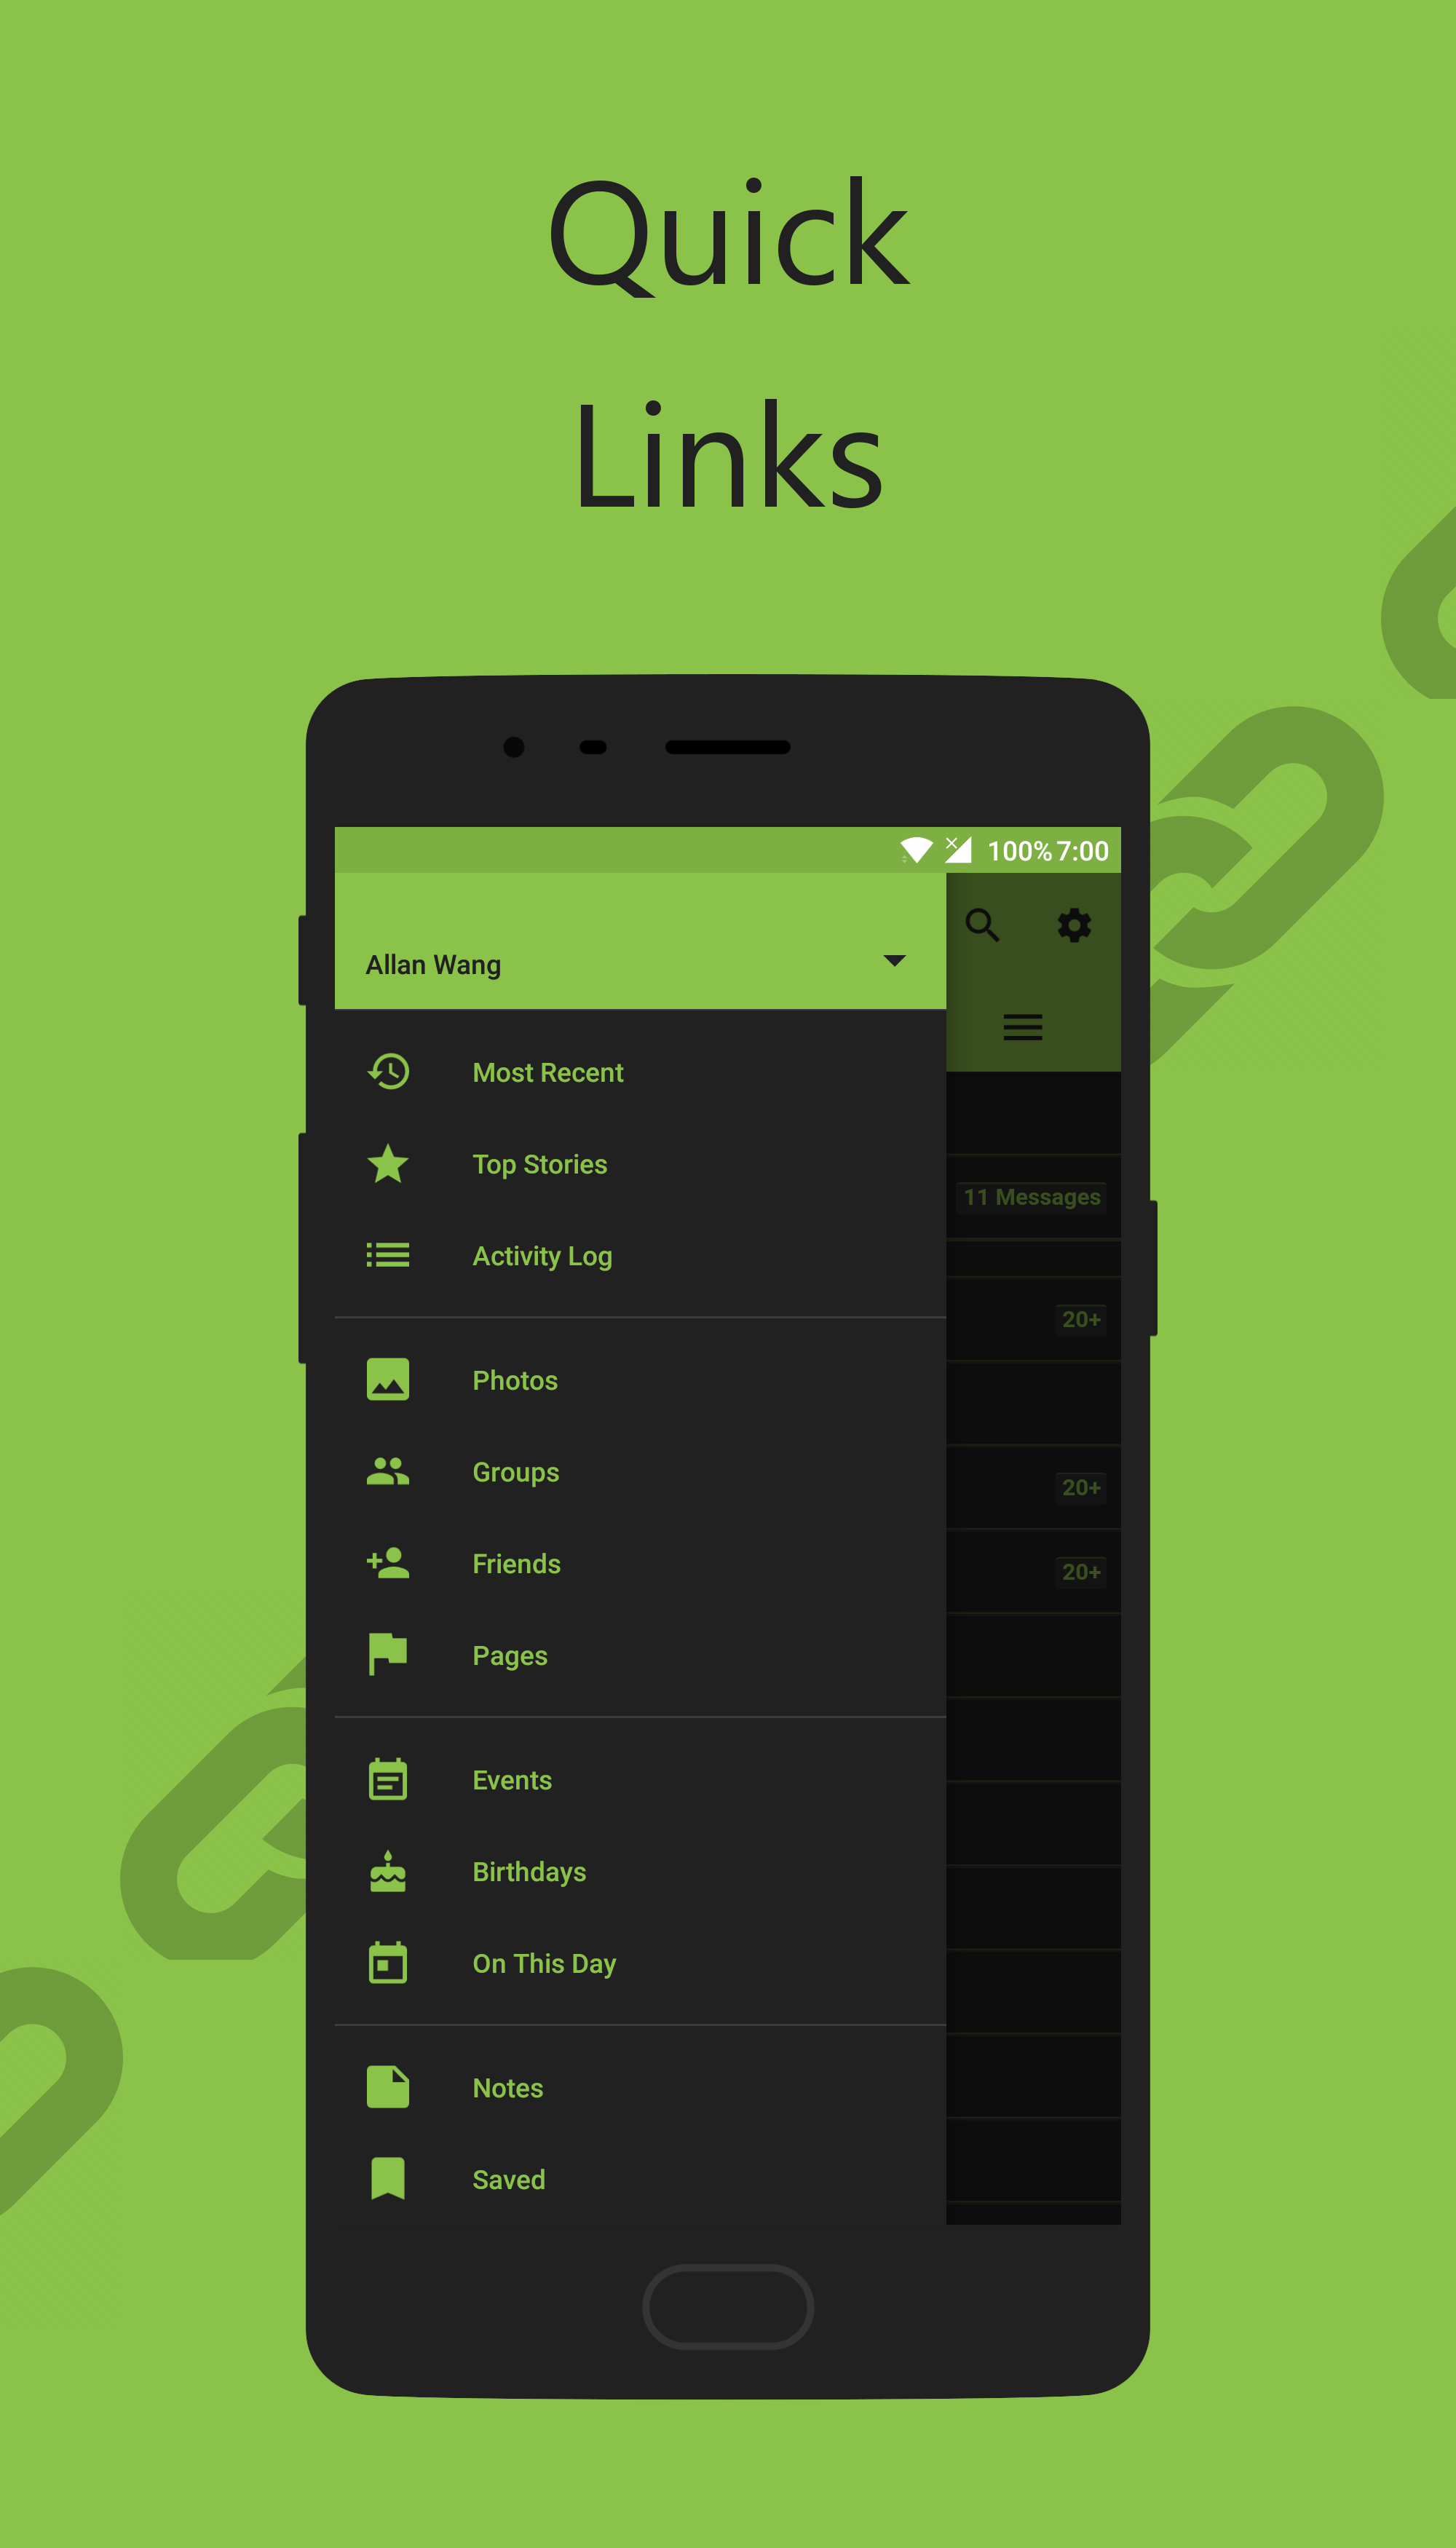 Quick
Links
100% 7:00
Allan Wang
Most Recent
Top Stories
11 Messages
Activity Log
20+
Photos
Groups
20+
Friends
20+
Pages
Events
Birthdays
On This Day
Notes
Saved